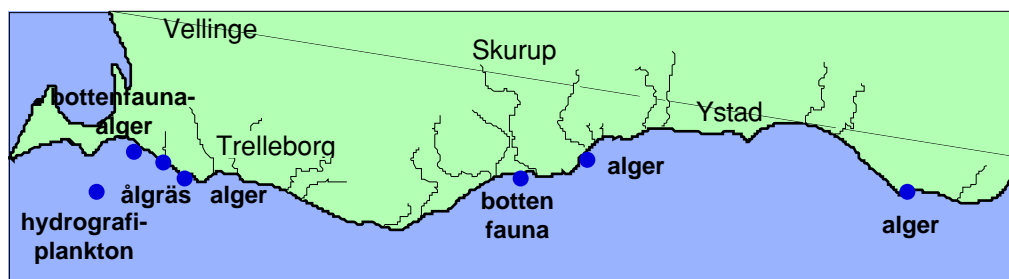 Vellinge
Skurup
bottenfauna-
alger
Ystad
Trelleborg
alger
ålgräs
alger
botten
fauna
hydrografi-
plankton
alger